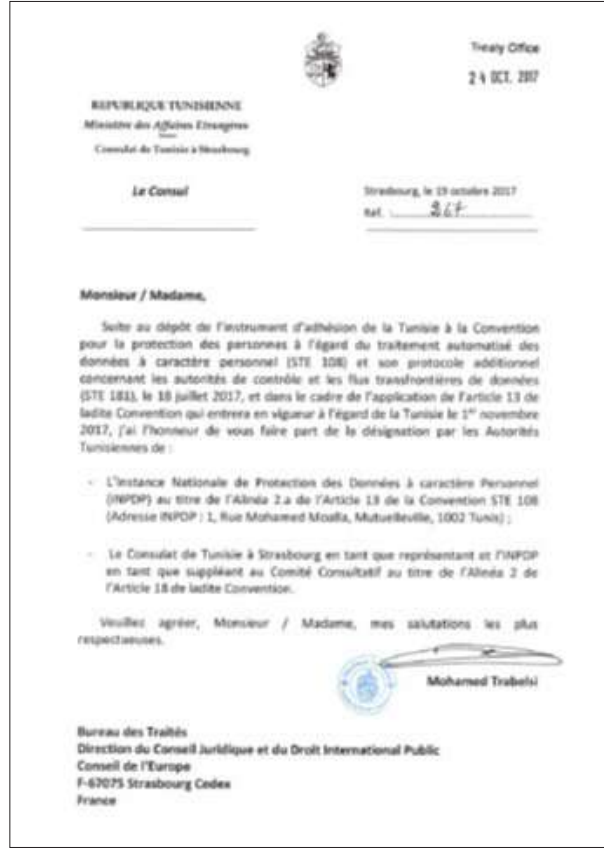 Treaty Office
24 OCT. 2017
REPUBLIQUE TUNISIENNE
Ministère des Affaires Etrangères
Consulat de Tunisie à Strasbourg
Le Consul
Strasbourg, le 19 octobre 2017
Réf. : 267
Monsieur / Madame,
Suite au dépôt de l'instrument d'adhésion de la Tunisie à la Convention
pour la protection des personnes à l'égard du traitement automatisé des
données à caractère personnel (STE 108) et son protocole additionnel
concernant les autorités de contrôle et les flux transfrontières de données
(STE 181), le 18 juillet 2017, et dans le cadre de l'application de l'article 13 de
ladite Convention qui entrera en vigueur à l'égard de la Tunisie le 1er novembre
2017, j'ai l'honneur de vous faire part de la désignation par les Autorités
Tunisiennes de :
- L'Instance Nationale de Protection des Données à caractère Personnel
(INPDP) au titre de l'Alinéa 2.a de l'Article 13 de la Convention STE 108
(Adresse INPDP : 1, Rue Mohamed Moalla, Mutuelleville, 1002 Tunis) ;
- Le Consulat de Tunisie à Strasbourg en tant que représentant et l'INPDP
en tant que suppléant au Comité Consultatif au titre de l'Alinéa 2 de
l'Article 18 de ladite Convention.
Veuillez agréer, Monsieur / Madame, mes salutations les plus
respectueuses.
Mohamed Trabelsi
Bureau des Traités
Direction du Conseil Juridique et du Droit International Public
Conseil de l'Europe
F-67075 Strasbourg Cedex
France